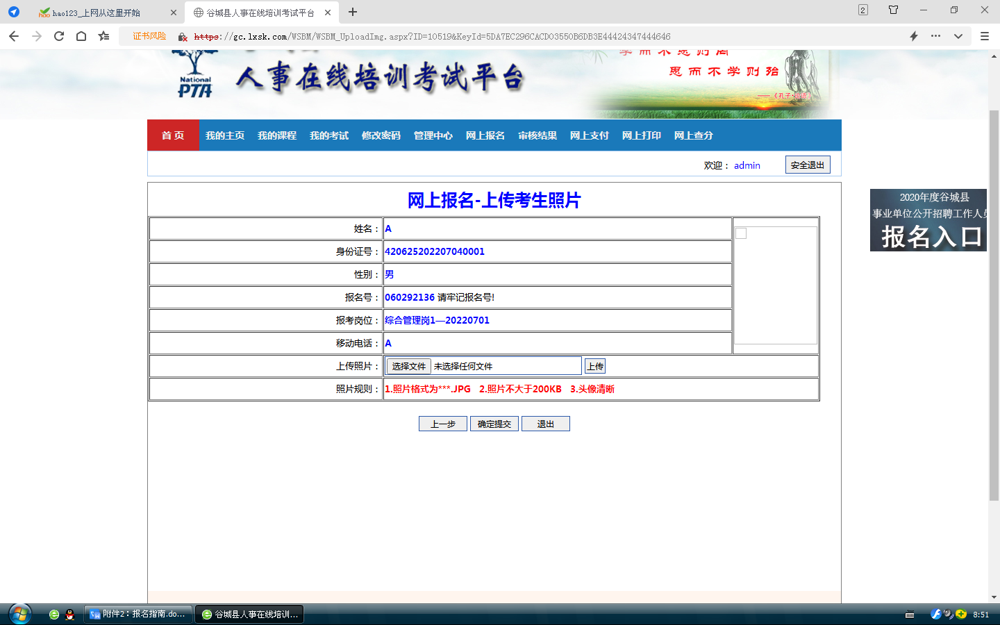 hao123_上网从这里开始
谷城县人事在线培训考试平台
2
证书风险
https://gc.lxsk.com/WSBM/WSBM_UploadImg.aspx?ID=10519&KeyId=5DA7EC296CACD03550B6DB3E44424347444646
National
PTA
人事在线培训考试平台
学而不思则罔
思而不学则殆
——《孔子·论语》
首 页 我的主页 我的课程 我的考试 修改密码 管理中心 网上报名 审核结果 网上支付 网上打印 网上查分
欢迎： admin 安全退出
网上报名-上传考生照片
姓名： A
身份证号： 420625202207040001
性别： 男
报名号： 060292136 请牢记报名号!
报考岗位： 综合管理岗1—20220701
移动电话： A
上传照片： 选择文件 未选择任何文件 上传
照片规则： 1.照片格式为***.JPG 2.照片不大于200KB 3.头像清晰
上一步 确定提交 退出
2020年度谷城县
事业单位公开招聘工作人员
报名入口
附件2：报名指南.do...
谷城县人事在线培训...
8:51